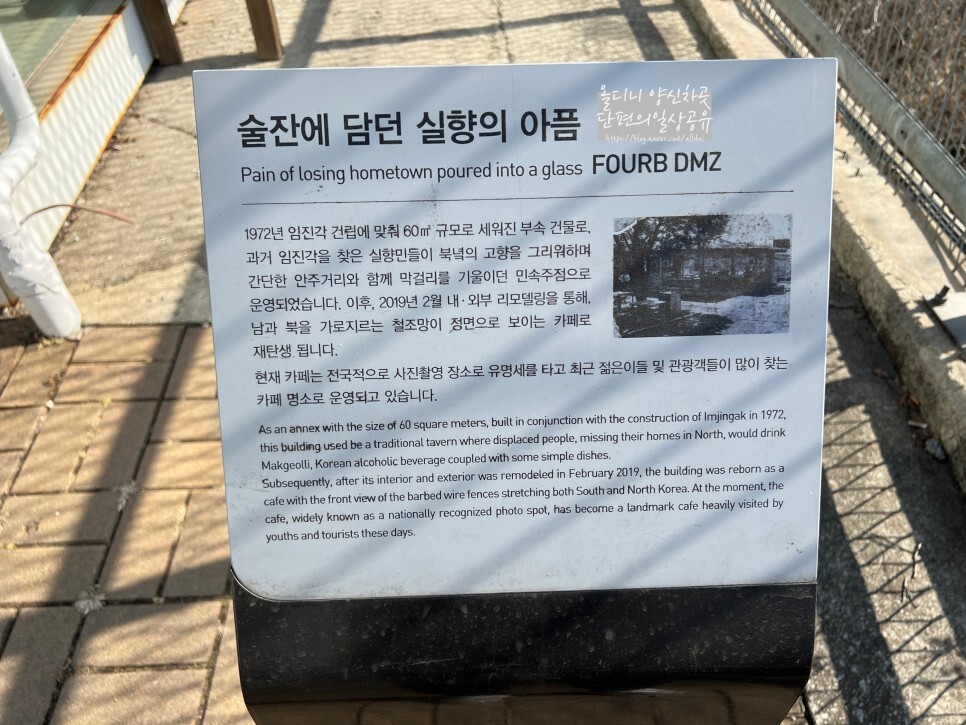 술잔에 담던 실향의 아픔
올디니 양신차곳
단편의일상공유
Pain of losing hometown poured into a glass FOURB DMZ
1972년 임진각 건립에 맞춰 60㎡ 규모로 세워진 부속 건물로,
과거 임진각을 찾은 실향민들이 북녘의 고향을 그리워하며
간단한 안주거리와 함께 막걸리를 기울이던 민속주점으로
운영되었습니다. 이후, 2019년 2월 내·외부 리모델링을 통해,
남과 북을 가로지르는 철조망이 정면으로 보이는 카페로
재탄생 됩니다.
현재 카페는 전국적으로 사진촬영 장소로 유명세를 타고 최근 젊은이들 및 관광객들이 많이 찾는
카페 명소로 운영되고 있습니다.
As an annex with the size of 60 square meters, built in conjunction with the construction of Imjingak in 1972,
this building used be a traditional tavern where displaced people, missing their homes in North, would drink
Makgeolli, Korean alcoholic beverage coupled with some simple dishes.
Subsequently, after its interior and exterior was remodeled in February 2019, the building was reborn as a
cafe with the front view of the barbed wire fences stretching both South and North Korea. At the moment, the
cafe, widely known as a nationally recognized photo spot, has become a landmark cafe heavily visited by
youths and tourists these days.